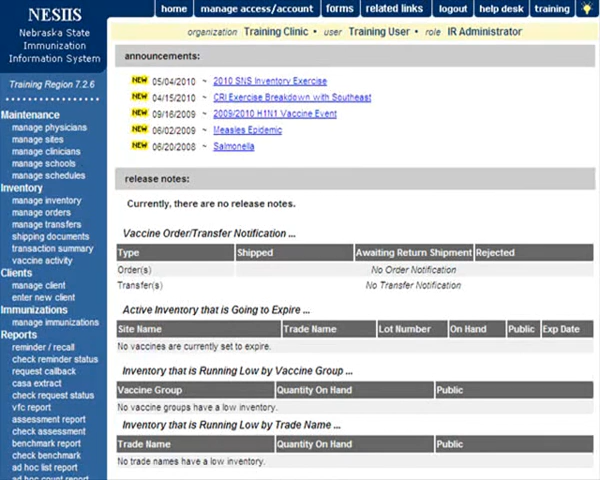 NESIIS
Nebraska State
Immunization
Information System
Training Region 7.2.6
home manage access/account forms related links logout help desk training
organization Training Clinic • user Training User • role IR Administrator
Maintenance
manage physicians
manage sites
manage clinicians
manage schools
manage schedules
Inventory
manage inventory
manage orders
manage transfers
shipping documents
transaction summary
vaccine activity
Clients
manage client
enter new client
Immunizations
manage immunizations
Reports
reminder / recall
check reminder status
request callback
casa extract
check request status
vfc report
assessment report
check assessment
benchmark report
check benchmark
ad hoc list report
ad hoc count report
announcements:
NEW 05/04/2010 ~ 2010 SNS Inventory Exercise
NEW 04/15/2010 ~ CRI Exercise Breakdown with Southeast
NEW 09/16/2009 ~ 2009/2010 H1N1 Vaccine Event
NEW 06/02/2009 ~ Measles Epidemic
NEW 06/20/2008 ~ Salmonella
release notes:
Currently, there are no release notes.
Vaccine Order/Transfer Notification ...
Type Shipped Awaiting Return Shipment Rejected
Order(s) No Order Notification
Transfer(s) No Transfer Notification
Active Inventory that is Going to Expire ...
Site Name Trade Name Lot Number On Hand Public Exp Date
No vaccines are currently set to expire.
Inventory that is Running Low by Vaccine Group ...
Vaccine Group Quantity On Hand Public
No vaccine groups have a low inventory.
Inventory that is Running Low by Trade Name ...
Trade Name Quantity On Hand Public
No trade names have a low inventory.